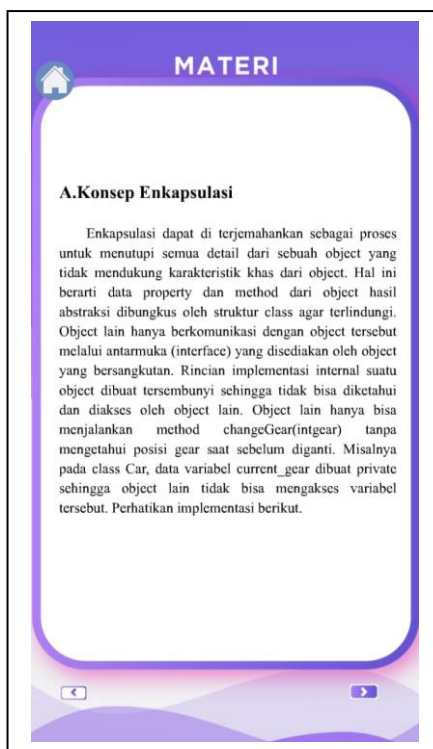 MATERI
A.Konsep Enkapsulasi
Enkapsulasi dapat di terjemahankan sebagai proses
untuk menutupi semua detail dari sebuah object yang
tidak mendukung karakteristik khas dari object. Hal ini
berarti data property dan method dari object hasil
abstraksi dibungkus oleh struktur class agar terlindungi.
Object lain hanya berkomunikasi dengan object tersebut
melalui antarmuka (interface) yang disediakan oleh object
yang bersangkutan. Rincian implementasi internal suatu
object dibuat tersembunyi sehingga tidak bisa diketahui
dan diakses oleh object lain. Object lain hanya bisa
menjalankan method changeGear(intgear) tanpa
mengetahui posisi gear saat sebelum diganti. Misalnya
pada class Car, data variabel current_gear dibuat private
sehingga object lain tidak bisa mengakses variabel
tersebut. Perhatikan implementasi berikut.